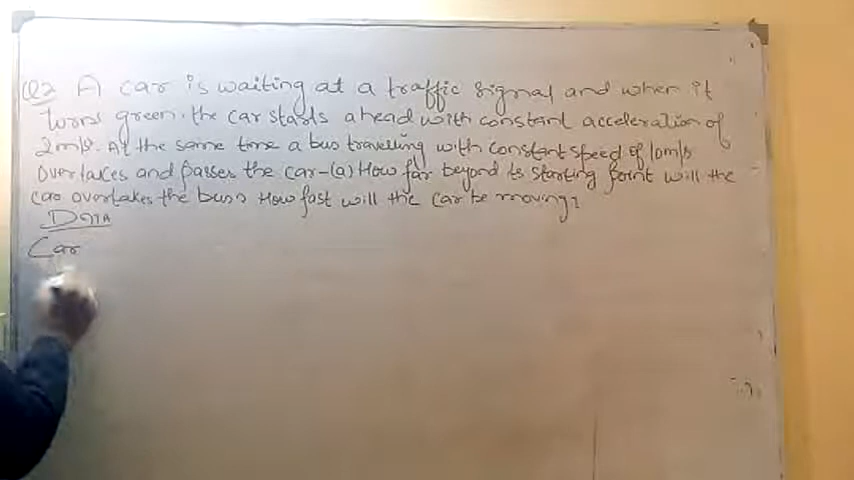 Q2 A car is waiting at a traffic signal and when it
turns green, the car starts ahead with constant acceleration of
2m/s. At the same time a bus travelling with constant speed of 10m/s
overtakes and passes the car-(a) How far beyond its starting point will the
car overtakes the bus? How fast will the car be moving?
DATA
Car